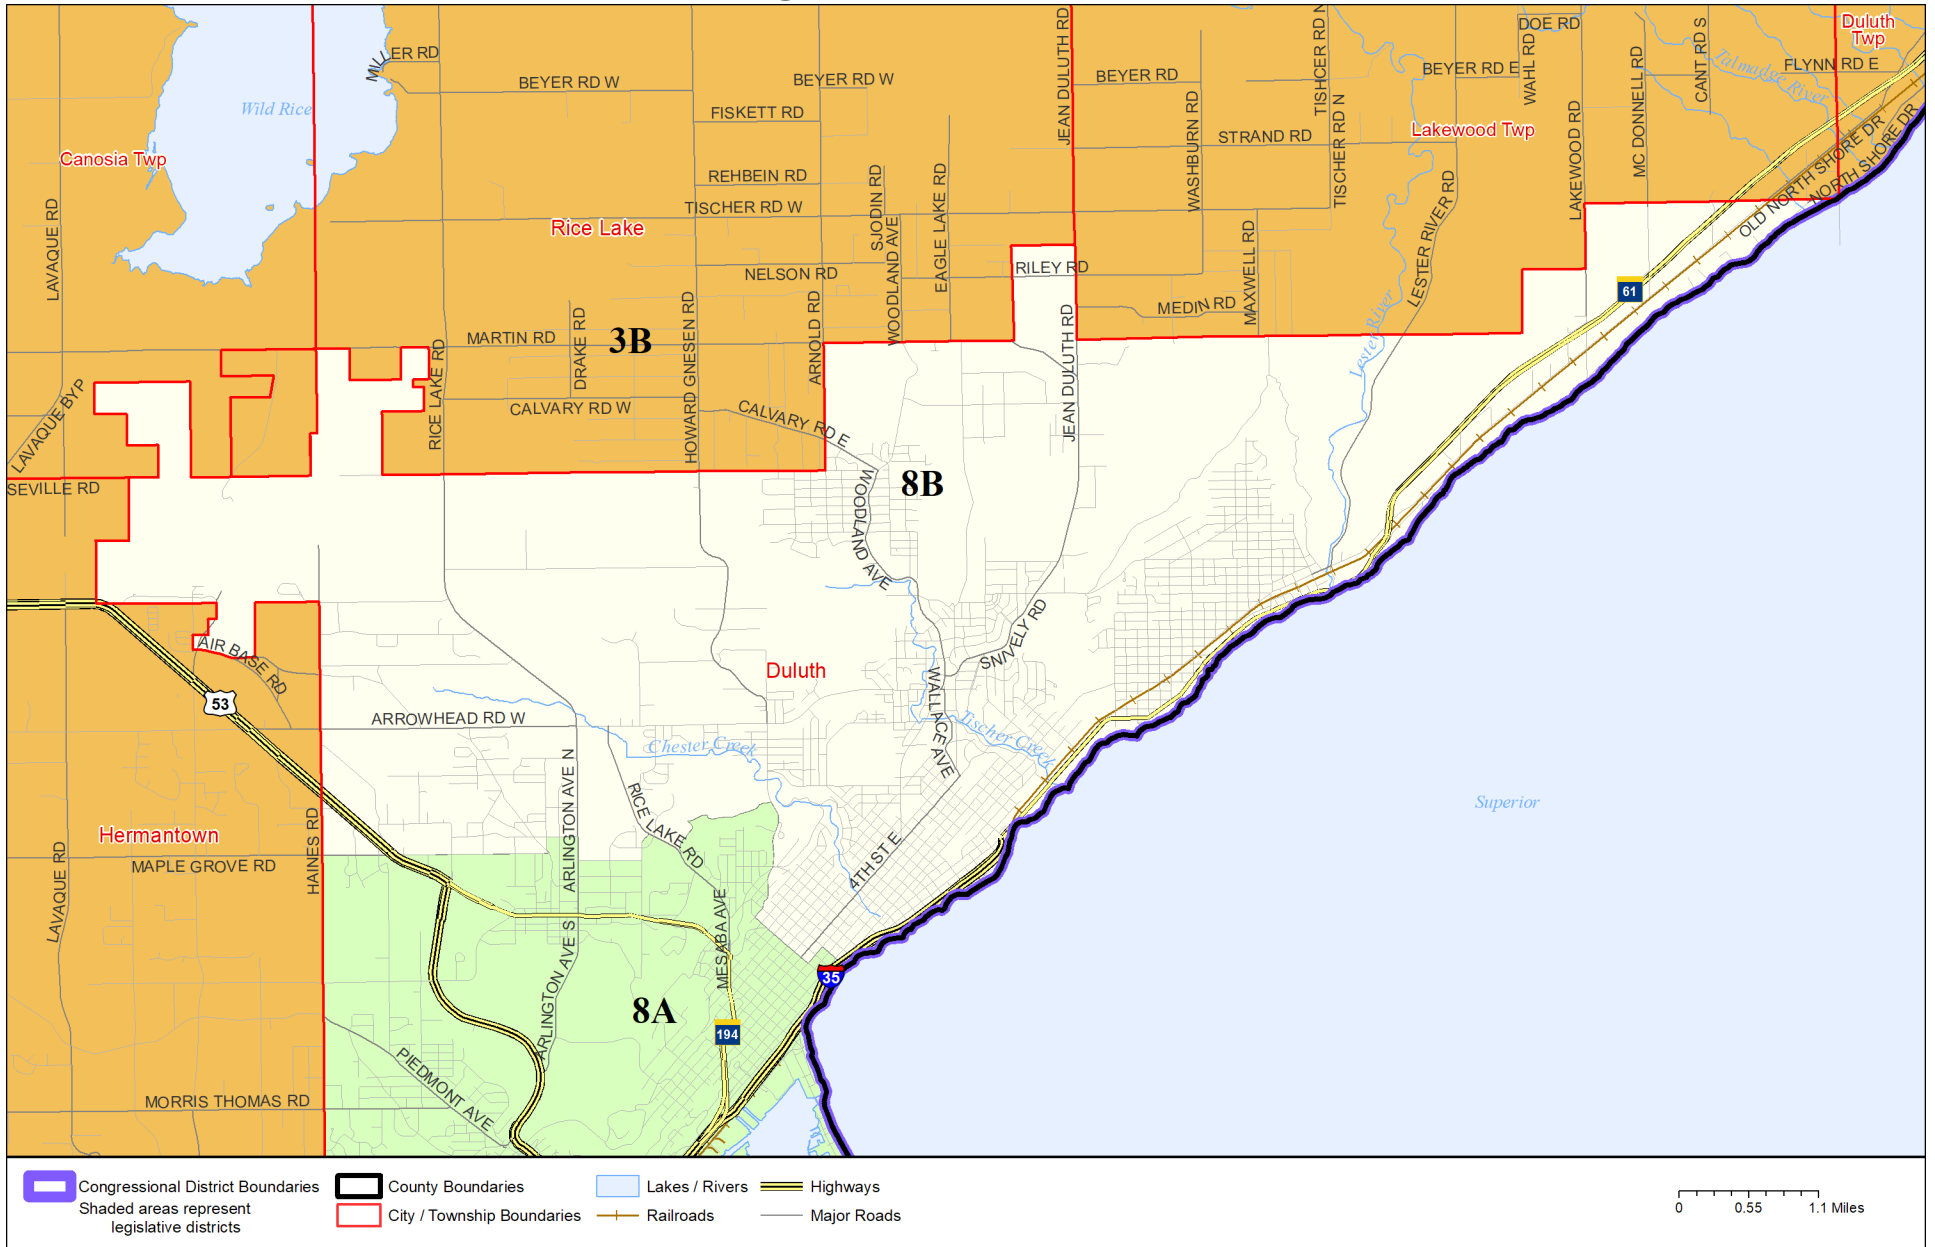 JEAN DULUTH RD
TISHCER RD N
DOE RD
WAHL RD
CANT RD S
Duluth
Twp
MILLER RD
BEYER RD W
BEYER RD W
BEYER RD
BEYER RD E
MC DONNELL RD
Talmadge River
FLYNN RD E
Wild Rice
FISKETT RD
WASHBURN RD
STRAND RD
TISCHER RD N
Lakewood Twp
LAKEWOOD RD
OLD NORTH SHORE DR
NORTH SHORE DR
Canosia Twp
LAVAQUE RD
REHBEIN RD
SJODIN RD
EAGLE LAKE RD
TISCHER RD W
Rice Lake
WOODLAND AVE
NELSON RD
RILEY RD
MAXWELL RD
LESTER RIVER RD
MEDIN RD
61
Lester River
MARTIN RD
DRAKE RD
3B
HOWARD GNESEN RD
ARNOLD RD
JEAN DULUTH RD
RICE LAKE RD
CALVARY RD W
CALVARY RD E
LAVAQUE BYP
SEVILLE RD
8B
WOODLAND AVE
SNIVELY RD
AIR BASE RD
53
Duluth
WALLACE AVE
Tischer Creek
ARROWHEAD RD W
Chester Creek
ARLINGTON AVE N
RICE LAKE RD
Superior
Hermantown
HAINES RD
4TH ST E
MAPLE GROVE RD
LAVAQUE RD
MESABA AVE
ARLINGTON AVE S
35
8A
194
PIEDMONT AVE
MORRIS THOMAS RD
Congressional District Boundaries
Shaded areas represent
legislative districts
County Boundaries
City / Township Boundaries
Lakes / Rivers
Railroads
Highways
Major Roads
0 0.55 1.1 Miles